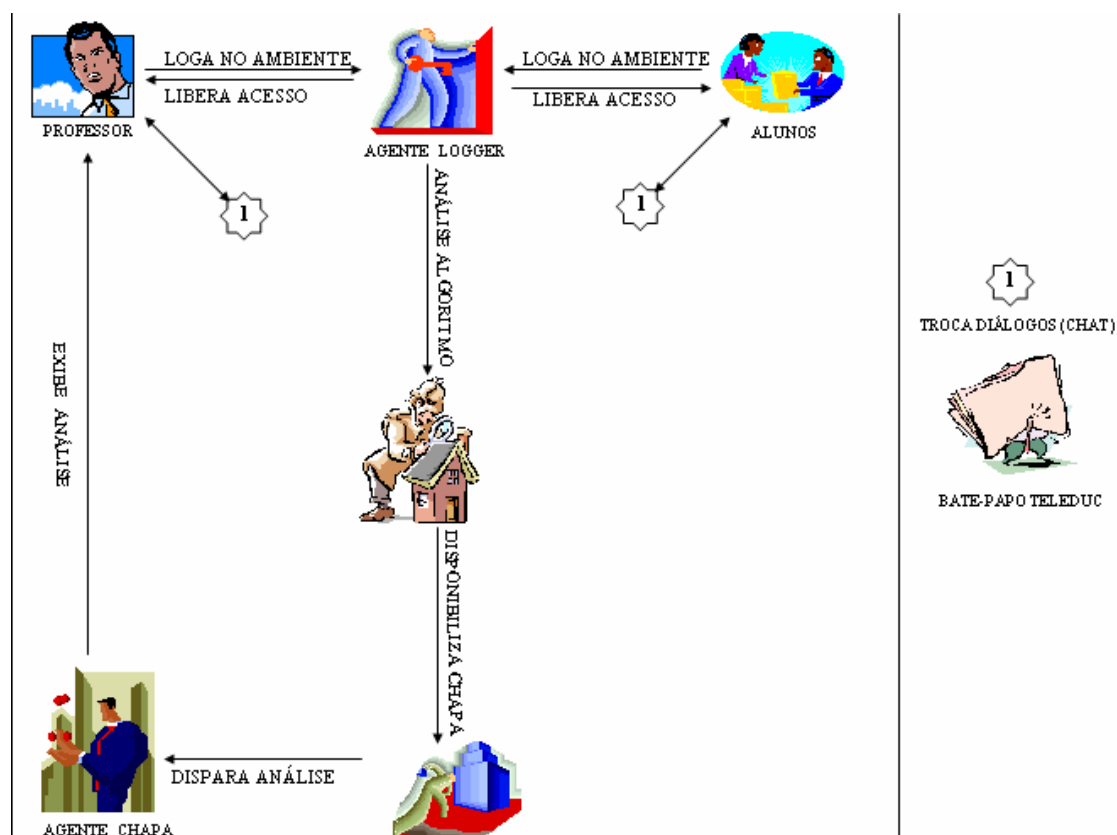 LOGA NO AMBIENTE
LIBERA ACESSO
LOGA NO AMBIENTE
LIBERA ACESSO
PROFESSOR
AGENTE LOGGER
ALUNOS
1
1
ANÁLISE ALGORITMO
1
TROCA DIÁLOGOS (CHAT)
EXIBE ANÁLISE
BATE-PAPO TELEDUC
DISPONIBILIZA CHAPA
DISPARA ANÁLISE
AGENTE CHAPA